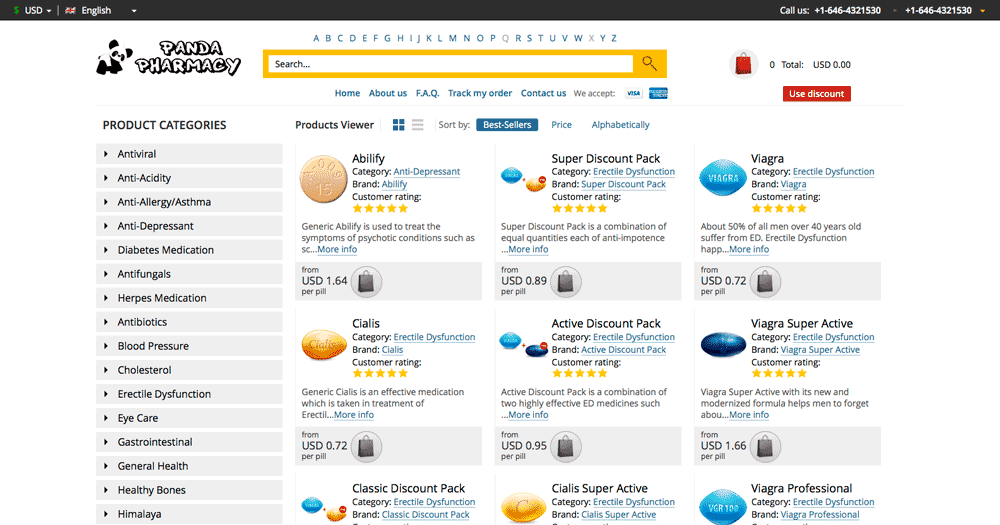 $ USD English Call us: +1-646-4321530 +1-646-4321530
A B C D E F G H I J K L M N O P Q R S T U V W X Y Z
PANDA
PHARMACY
Search...
0 Total: USD 0.00
Home About us F.A.Q. Track my order Contact us We accept: VISA
Use discount
PRODUCT CATEGORIES
Antiviral
Anti-Acidity
Anti-Allergy/Asthma
Anti-Depressant
Diabetes Medication
Antifungals
Herpes Medication
Antibiotics
Blood Pressure
Cholesterol
Erectile Dysfunction
Eye Care
Gastrointestinal
General Health
Healthy Bones
Himalaya
Products Viewer Sort by: Best-Sellers Price Alphabetically
Abilify
Category: Anti-Depressant
Brand: Abilify
Customer rating:
Generic Abilify is used to treat the
symptoms of psychotic conditions such as
sc...More info
from
USD 1.64
per pill
Super Discount Pack
Category: Erectile Dysfunction
Brand: Super Discount Pack
Customer rating:
Super Discount Pack is a combination of
equal quantities each of anti-impotence
...More info
from
USD 0.89
per pill
VIAGRA
Viagra
Category: Erectile Dysfunction
Brand: Viagra
Customer rating:
About 50% of all men over 40 years old
suffer from ED. Erectile Dysfunction
happ...More info
from
USD 0.72
per pill
Cialis
Cialis
Category: Erectile Dysfunction
Brand: Cialis
Customer rating:
Generic Cialis is an effective medication
which is taken in treatment of
Erectil...More info
from
USD 0.72
per pill
Active Discount Pack
Category: Erectile Dysfunction
Brand: Active Discount Pack
Customer rating:
Active Discount Pack is a combination of
two highly effective ED medicines such
...More info
from
USD 0.95
per pill
Viagra Super Active
Category: Erectile Dysfunction
Brand: Viagra Super Active
Customer rating:
Viagra Super Active with its new and
modernized formula helps men to forget
abou...More info
from
USD 1.66
per pill
Classic Discount Pack
Category: Erectile Dysfunction
Brand: Classic Discount Pack
C
Cialis Super Active
Category: Erectile Dysfunction
Brand: Cialis Super Active
VGR 100
Viagra Professional
Category: Erectile Dysfunction
Brand: Viagra Professional